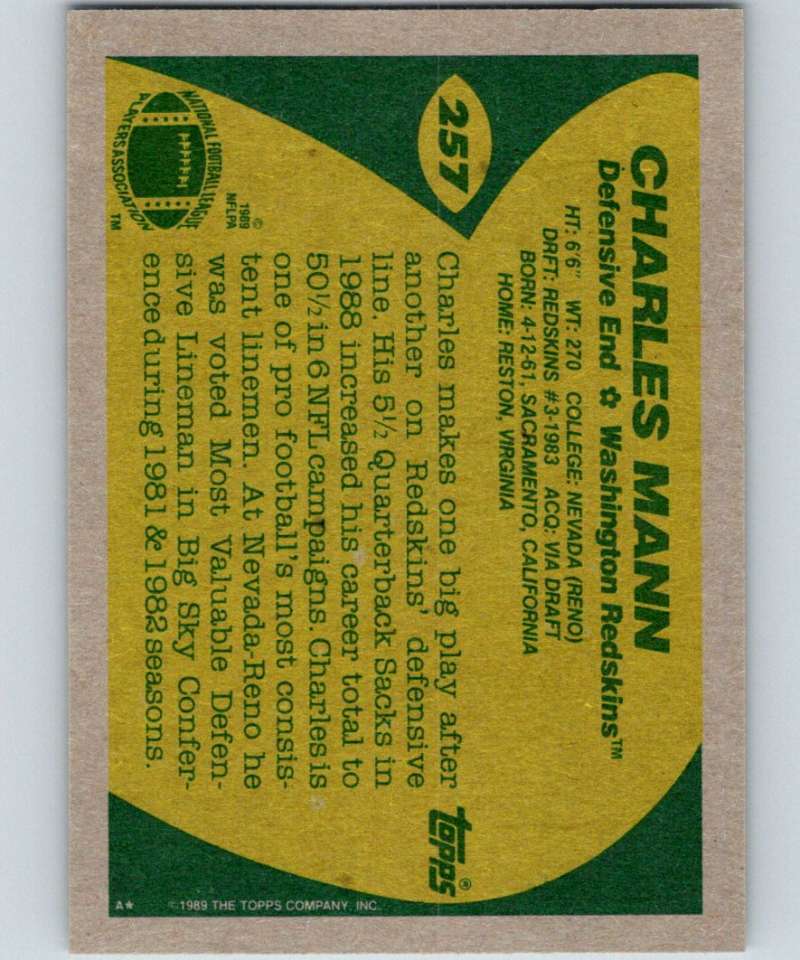 257
CHARLES MANN
Defensive End ✿ Washington Redskins™
HT: 6'6" WT: 270 COLLEGE: NEVADA (RENO)
DRFT: REDSKINS #3-1983 ACQ: VIA DRAFT
BORN: 4-12-61, SACRAMENTO, CALIFORNIA
HOME: RESTON, VIRGINIA
Charles makes one big play after
another on Redskins' defensive
line. His 5½ Quarterback Sacks in
1988 increased his career total to
50½ in 6 NFL campaigns. Charles is
one of pro football's most consis-
tent linemen. At Nevada-Reno he
was voted Most Valuable Defen-
sive Lineman in Big Sky Confer-
ence during 1981 & 1982 seasons.
NATIONAL FOOTBALL LEAGUE
PLAYERS ASSOCIATION
™
©
1989
NFLPA
topps®
A★ ©1989 THE TOPPS COMPANY, INC.